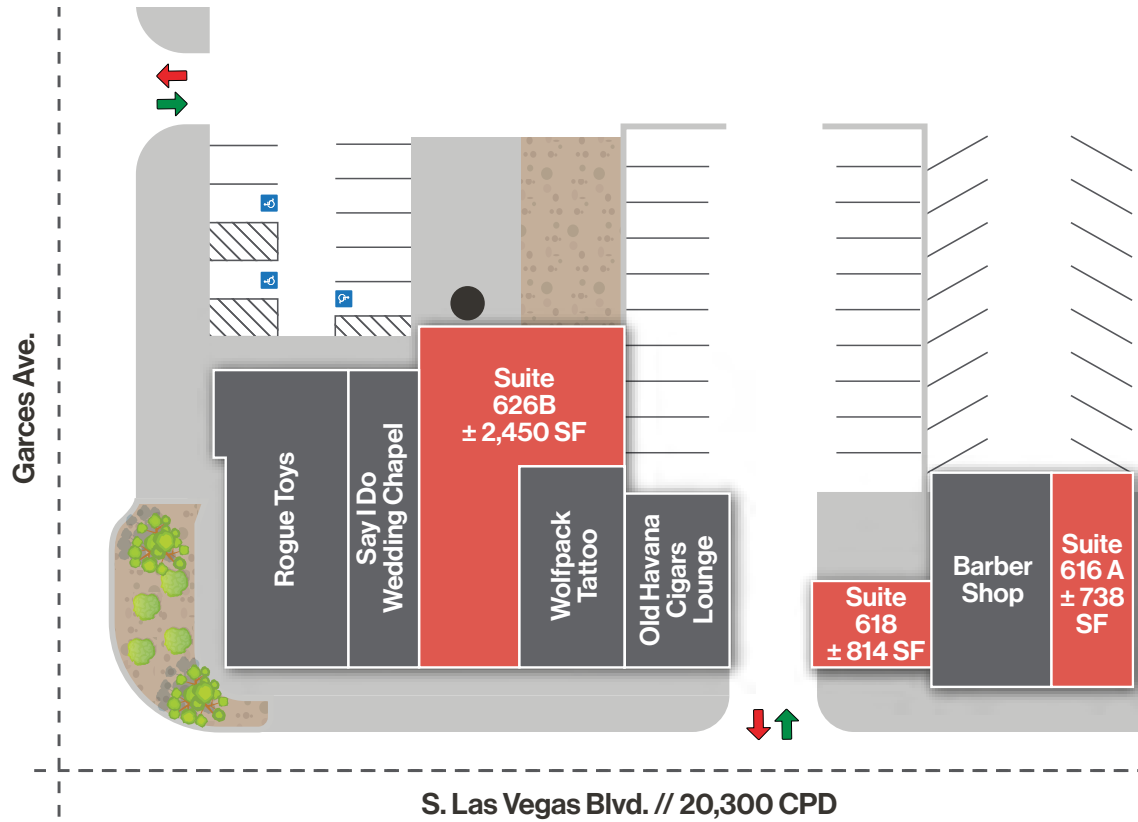 Garces Ave.
Rogue Toys
Say I Do
Wedding Chapel
Suite
626B
± 2,450 SF
Wolfpack
Tattoo
Old Havana
Cigars
Lounge
Suite
618
± 814 SF
Barber
Shop
Suite
616 A
± 738
SF
S. Las Vegas Blvd. // 20,300 CPD